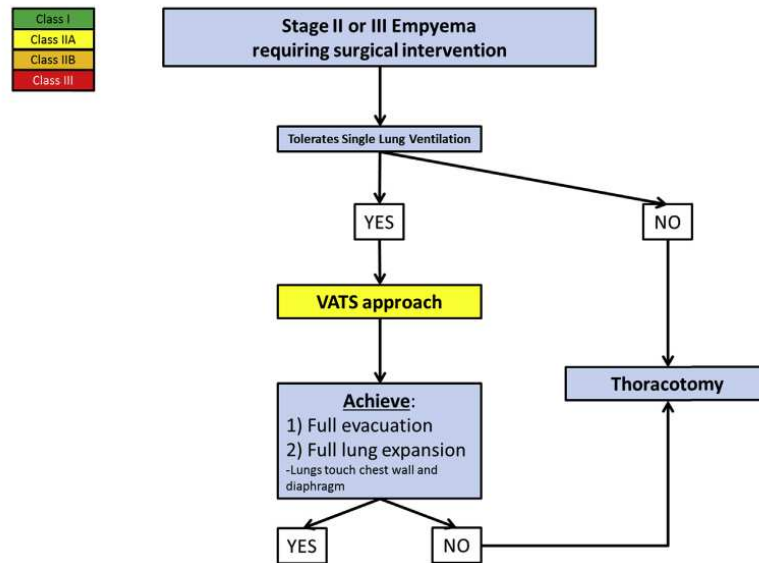 Class I
Class IIA
Class IIB
Class III
Stage II or III Empyema
requiring surgical intervention
Tolerates Single Lung Ventilation
YES
NO
VATS approach
Thoracotomy
Achieve:
1) Full evacuation
2) Full lung expansion
-Lungs touch chest wall and
diaphragm
YES
NO